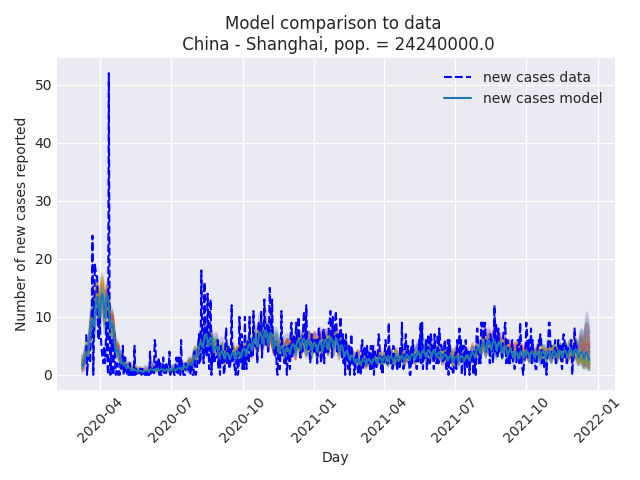 Model comparison to data
China - Shanghai, pop. = 24240000.0
new cases data
new cases model
Number of new cases reported
50
40
30
20
10
0
2020-04
2020-07
2020-10
2021-01
2021-04
2021-07
2021-10
2022-01
Day